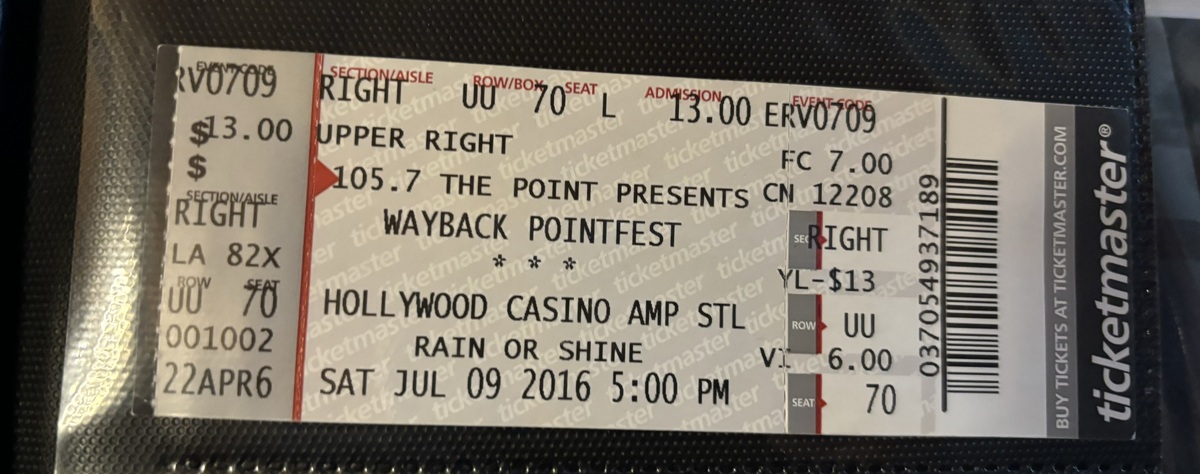 EVENT CODE
RV0709
$13.00
$
SECTION/AISLE
RIGHT
LA 82X
ROW SEAT
UU 70
001002
22APR6
SECTION/AISLE ROW/BOX SEAT ADMISSION EVENT CODE
RIGHT UU 70 L 13.00 ERV0709
UPPER RIGHT FC 7.00
105.7 THE POINT PRESENTS CN 12208
WAYBACK POINTFEST
SEC RIGHT
* * *
YL-$13
HOLLYWOOD CASINO AMP STL
ROW UU
RAIN OR SHINE VI 6.00
SAT JUL 09 2016 5:00 PM
SEAT 70
0370549937189
BUY TICKETS AT TICKETMASTER.COM
ticketmaster®